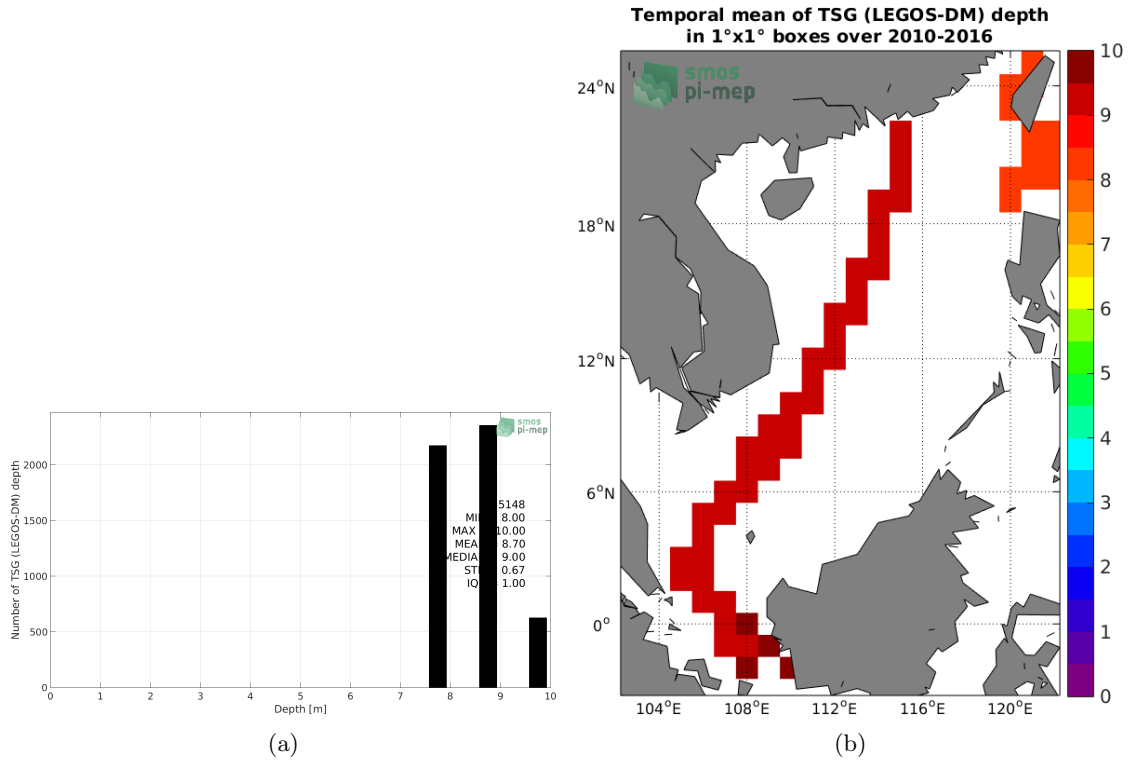 smos
pi-mep
Number of TSG (LEGOS-DM) depth
2000
1500
1000
500
0
5148
8.00
MAX 10.00
8.70
9.00
0.67
1.00
0 1 2 3 4 5 6 7 8 9 10
Depth [m]
(a)
Temporal mean of TSG (LEGOS-DM) depth
in 1°x1° boxes over 2010-2016
smos
pi-mep
24°N
18°N
12°N
6°N
0°
104°E 108°E 112°E 116°E 120°E
10
9
8
7
6
5
4
3
2
1
0
(b)